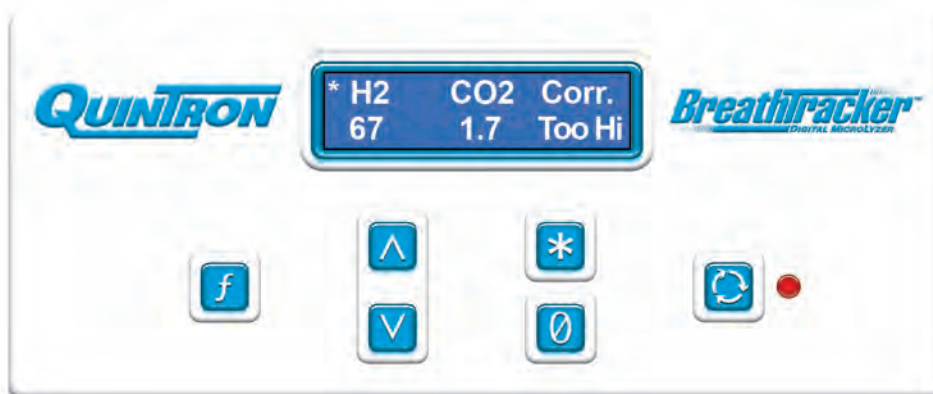 QUINTRON
* H2 CO2 Corr.
67 1.7 Too Hi
BreathTracker™
DIGITAL MICROLYZER
f
*
0